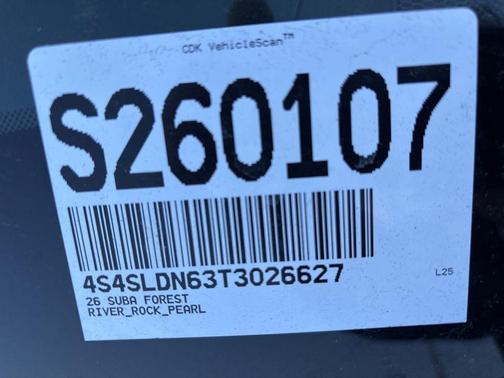 CDK VehicleScan™
S260107
4S4SLDN63T3026627
L25
26 SUBA FOREST
RIVER_ROCK_PEARL